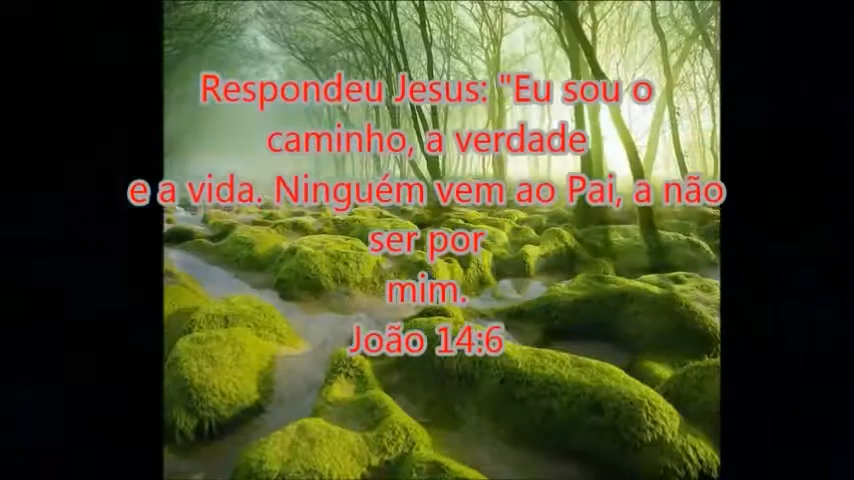 Respondeu Jesus: "Eu sou o
caminho, a verdade
e a vida. Ninguém vem ao Pai, a não
ser por
mim.
João 14:6